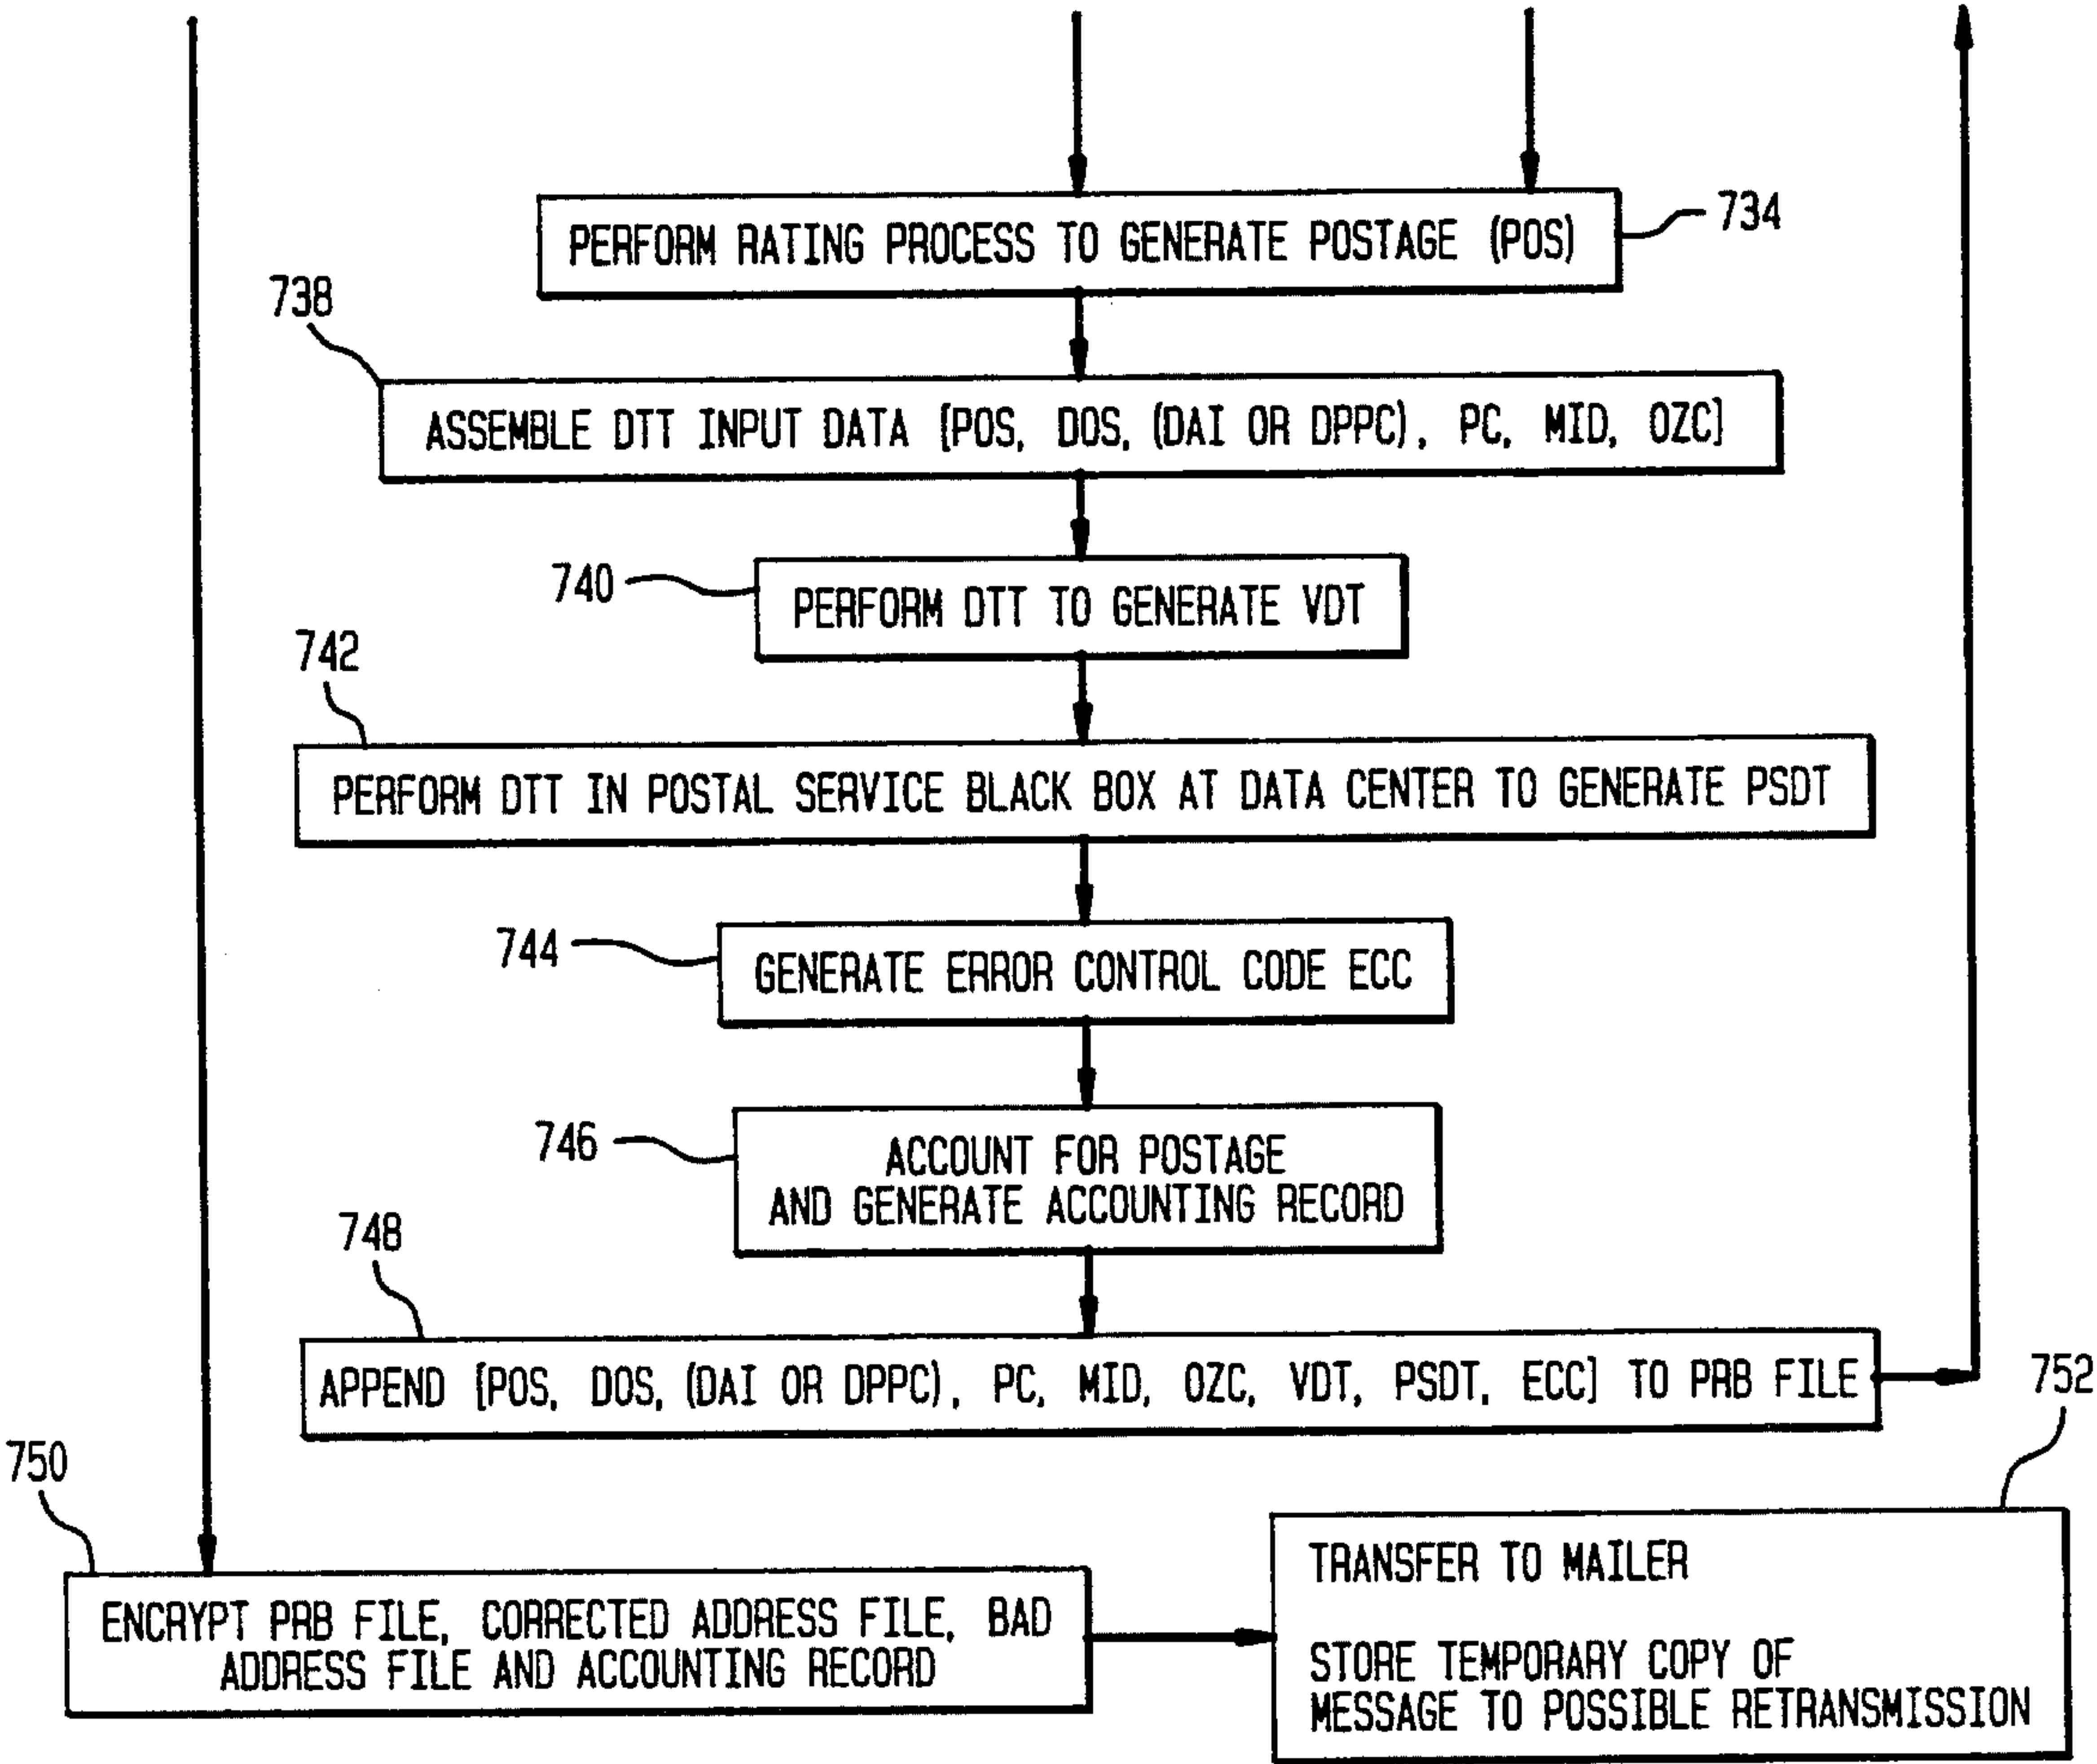 734
PERFORM RATING PROCESS TO GENERATE POSTAGE (POS)
738
ASSEMBLE DTT INPUT DATA [POS, DOS, (DAI OR DPPC), PC, MID, OZC]
740
PERFORM DTT TO GENERATE VDT
742
PERFORM DTT IN POSTAL SERVICE BLACK BOX AT DATA CENTER TO GENERATE PSDT
744
GENERATE ERROR CONTROL CODE ECC
746
ACCOUNT FOR POSTAGE
AND GENERATE ACCOUNTING RECORD
748
APPEND [POS, DOS, (DAI OR DPPC), PC, MID, OZC, VDT, PSDT, ECC] TO PRB FILE
750
ENCRYPT PRB FILE, CORRECTED ADDRESS FILE, BAD
ADDRESS FILE AND ACCOUNTING RECORD
752
TRANSFER TO MAILER
STORE TEMPORARY COPY OF
MESSAGE TO POSSIBLE RETRANSMISSION